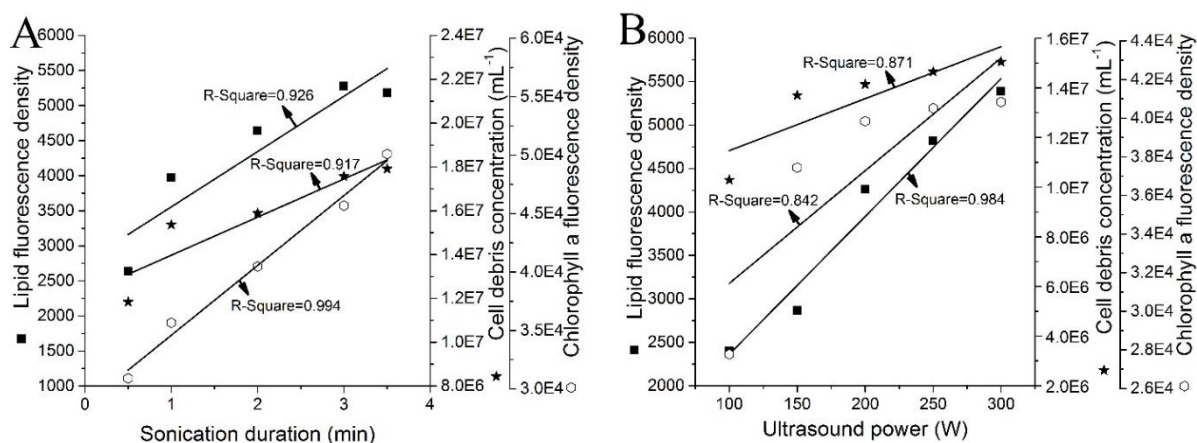 A
Lipid fluorescence density
6000
5500
5000
4500
4000
3500
3000
2500
2000
1500
1000
R-Square=0.926
R-Square=0.917
R-Square=0.994
0
1
2
3
4
Sonication duration (min)
2.4E7
2.2E7
2.0E7
1.8E7
1.6E7
1.4E7
1.2E7
1.0E7
8.0E6
Cell debris concentration (mL⁻¹)
6.0E4
5.5E4
5.0E4
4.5E4
4.0E4
3.5E4
3.0E4
Chlorophyll a fluorescence density
B
Lipid fluorescence density
6000
5500
5000
4500
4000
3500
3000
2500
2000
R-Square=0.871
R-Square=0.842
R-Square=0.984
100
150
200
250
300
Ultrasound power (W)
1.6E7
1.4E7
1.2E7
1.0E7
8.0E6
6.0E6
4.0E6
2.0E6
Cell debris concentration (mL⁻¹)
4.4E4
4.2E4
4.0E4
3.8E4
3.6E4
3.4E4
3.2E4
3.0E4
2.8E4
2.6E4
Chlorophyll a fluorescence density